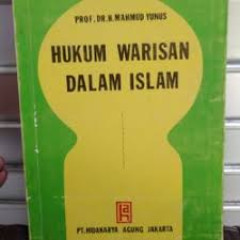 PROF. DR. H. MAHMUD YUNUS
HUKUM WARISAN
DALAM ISLAM
PT. HIDAKARYA AGUNG JAKARTA